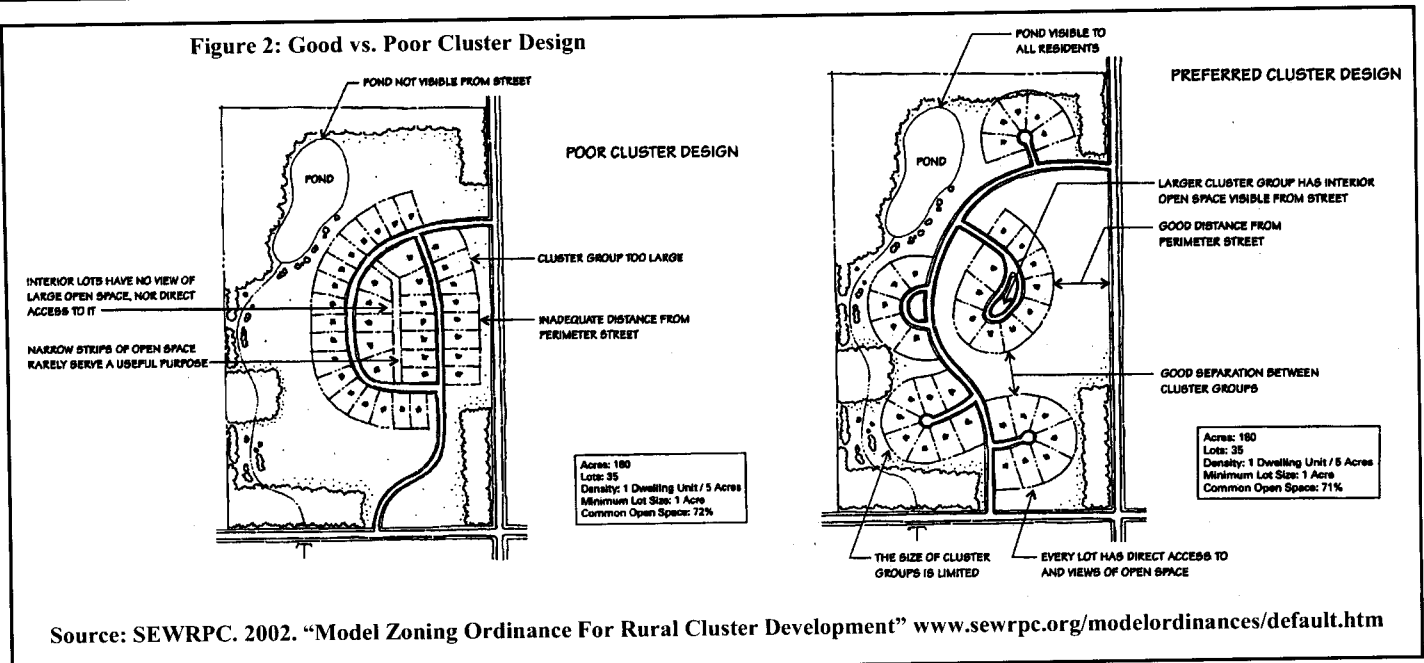 Figure 2: Good vs. Poor Cluster Design
POND NOT VISIBLE FROM STREET
POOR CLUSTER DESIGN
POND
CLUSTER GROUP TOO LARGE
INTERIOR LOTS HAVE NO VIEW OF
LARGE OPEN SPACE, NOR DIRECT
ACCESS TO IT
INADEQUATE DISTANCE FROM
PERIMETER STREET
NARROW STRIPS OF OPEN SPACE
RARELY SERVE A USEFUL PURPOSE
Acres: 180
Lots: 35
Density: 1 Dwelling Unit / 5 Acres
Minimum Lot Size: 1 Acre
Common Open Space: 72%
POND VISIBLE TO
ALL RESIDENTS
PREFERRED CLUSTER DESIGN
POND
LARGER CLUSTER GROUP HAS INTERIOR
OPEN SPACE VISIBLE FROM STREET
GOOD DISTANCE FROM
PERIMETER STREET
GOOD SEPARATION BETWEEN
CLUSTER GROUPS
Acres: 180
Lots: 35
Density: 1 Dwelling Unit / 5 Acres
Minimum Lot Size: 1 Acre
Common Open Space: 71%
THE SIZE OF CLUSTER
GROUPS IS LIMITED
EVERY LOT HAS DIRECT ACCESS TO
AND VIEWS OF OPEN SPACE
Source: SEWRPC. 2002. “Model Zoning Ordinance For Rural Cluster Development” www.sewrpc.org/modelordinances/default.htm